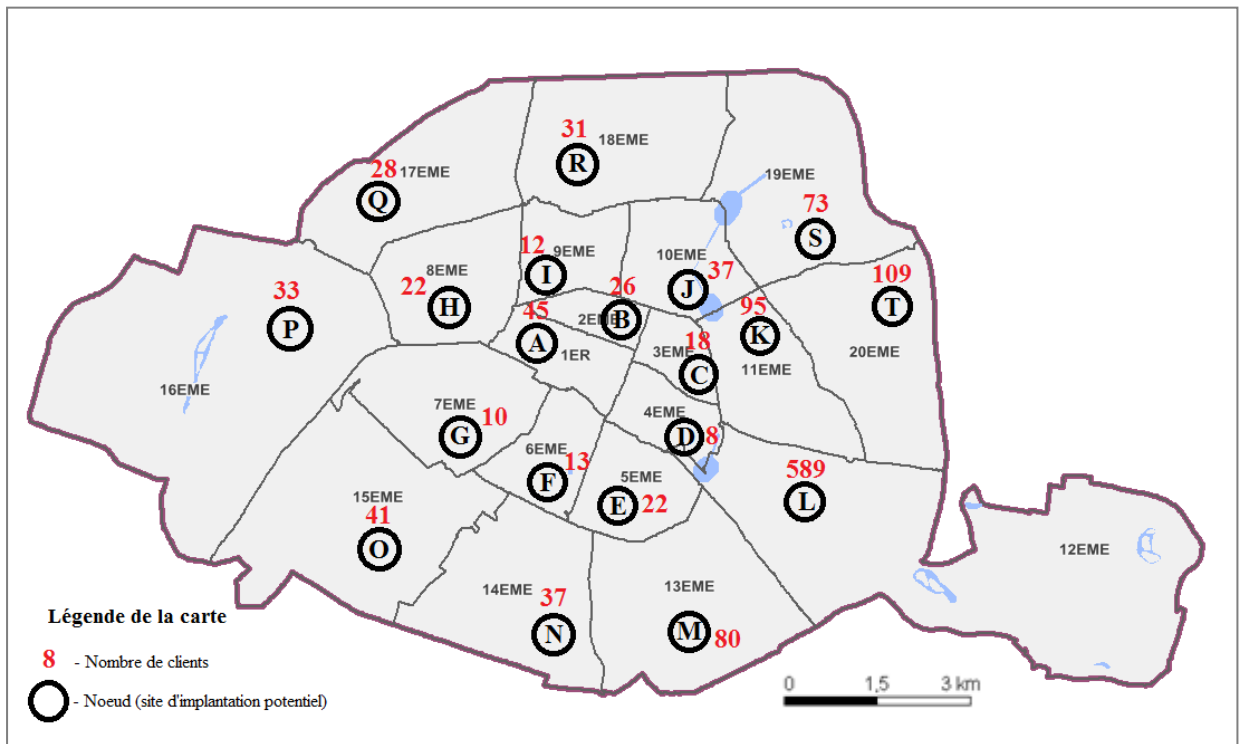 31
18EME
R
28
17EME
Q
19EME
73
S
12
9EME
I
10EME
37
J
8EME
22
H
109
T
33
P
26
2EME
B
45
A
1ER
95
K
11EME
20EME
18
3EME
C
16EME
7EME
10
G
4EME
D
8
6EME
13
F
5EME
E
22
589
L
15EME
41
O
12EME
14EME
37
N
13EME
M
80
Légende de la carte
8 - Nombre de clients
- Noeud (site d'implantation potentiel)
0 1,5 3 km